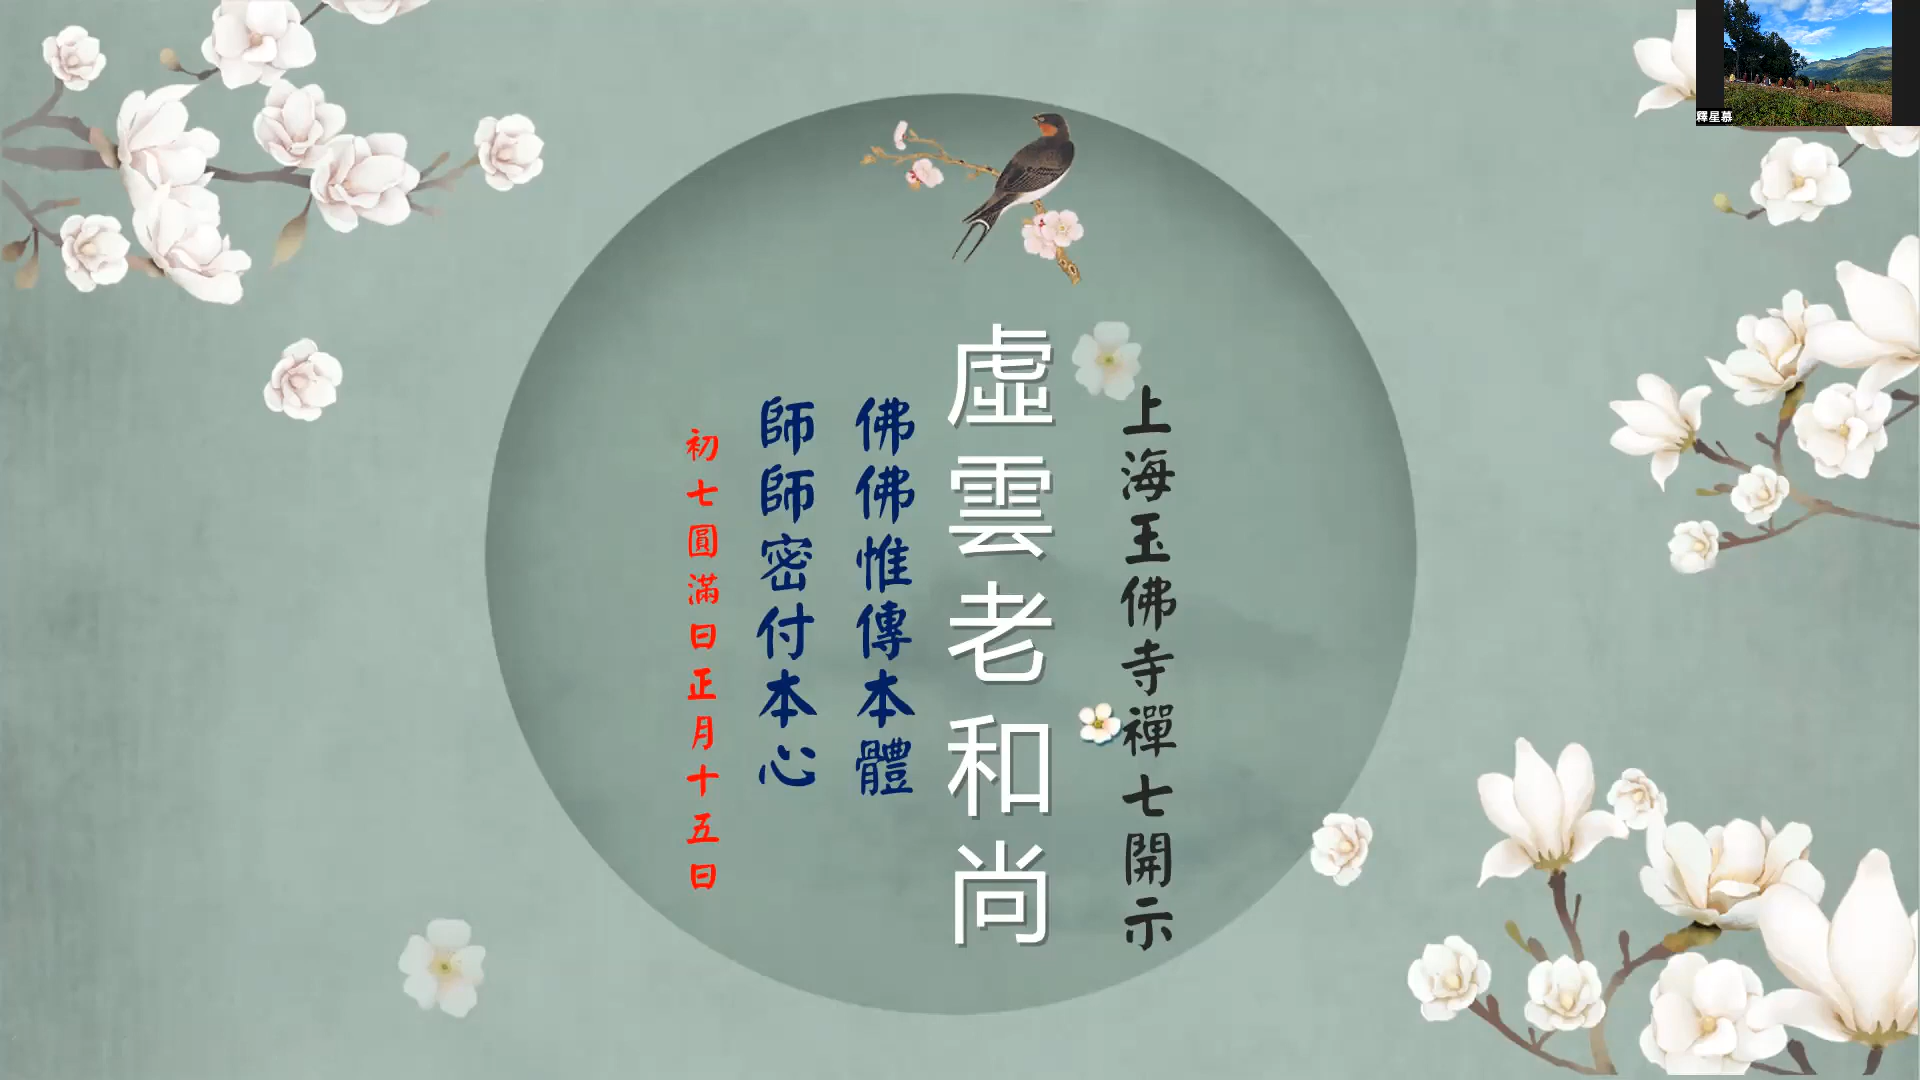 上海玉佛寺禪七開示
虛雲老和尚
佛佛惟傳本體
師師密付本心
初七圓滿日正月十五日
釋星慕